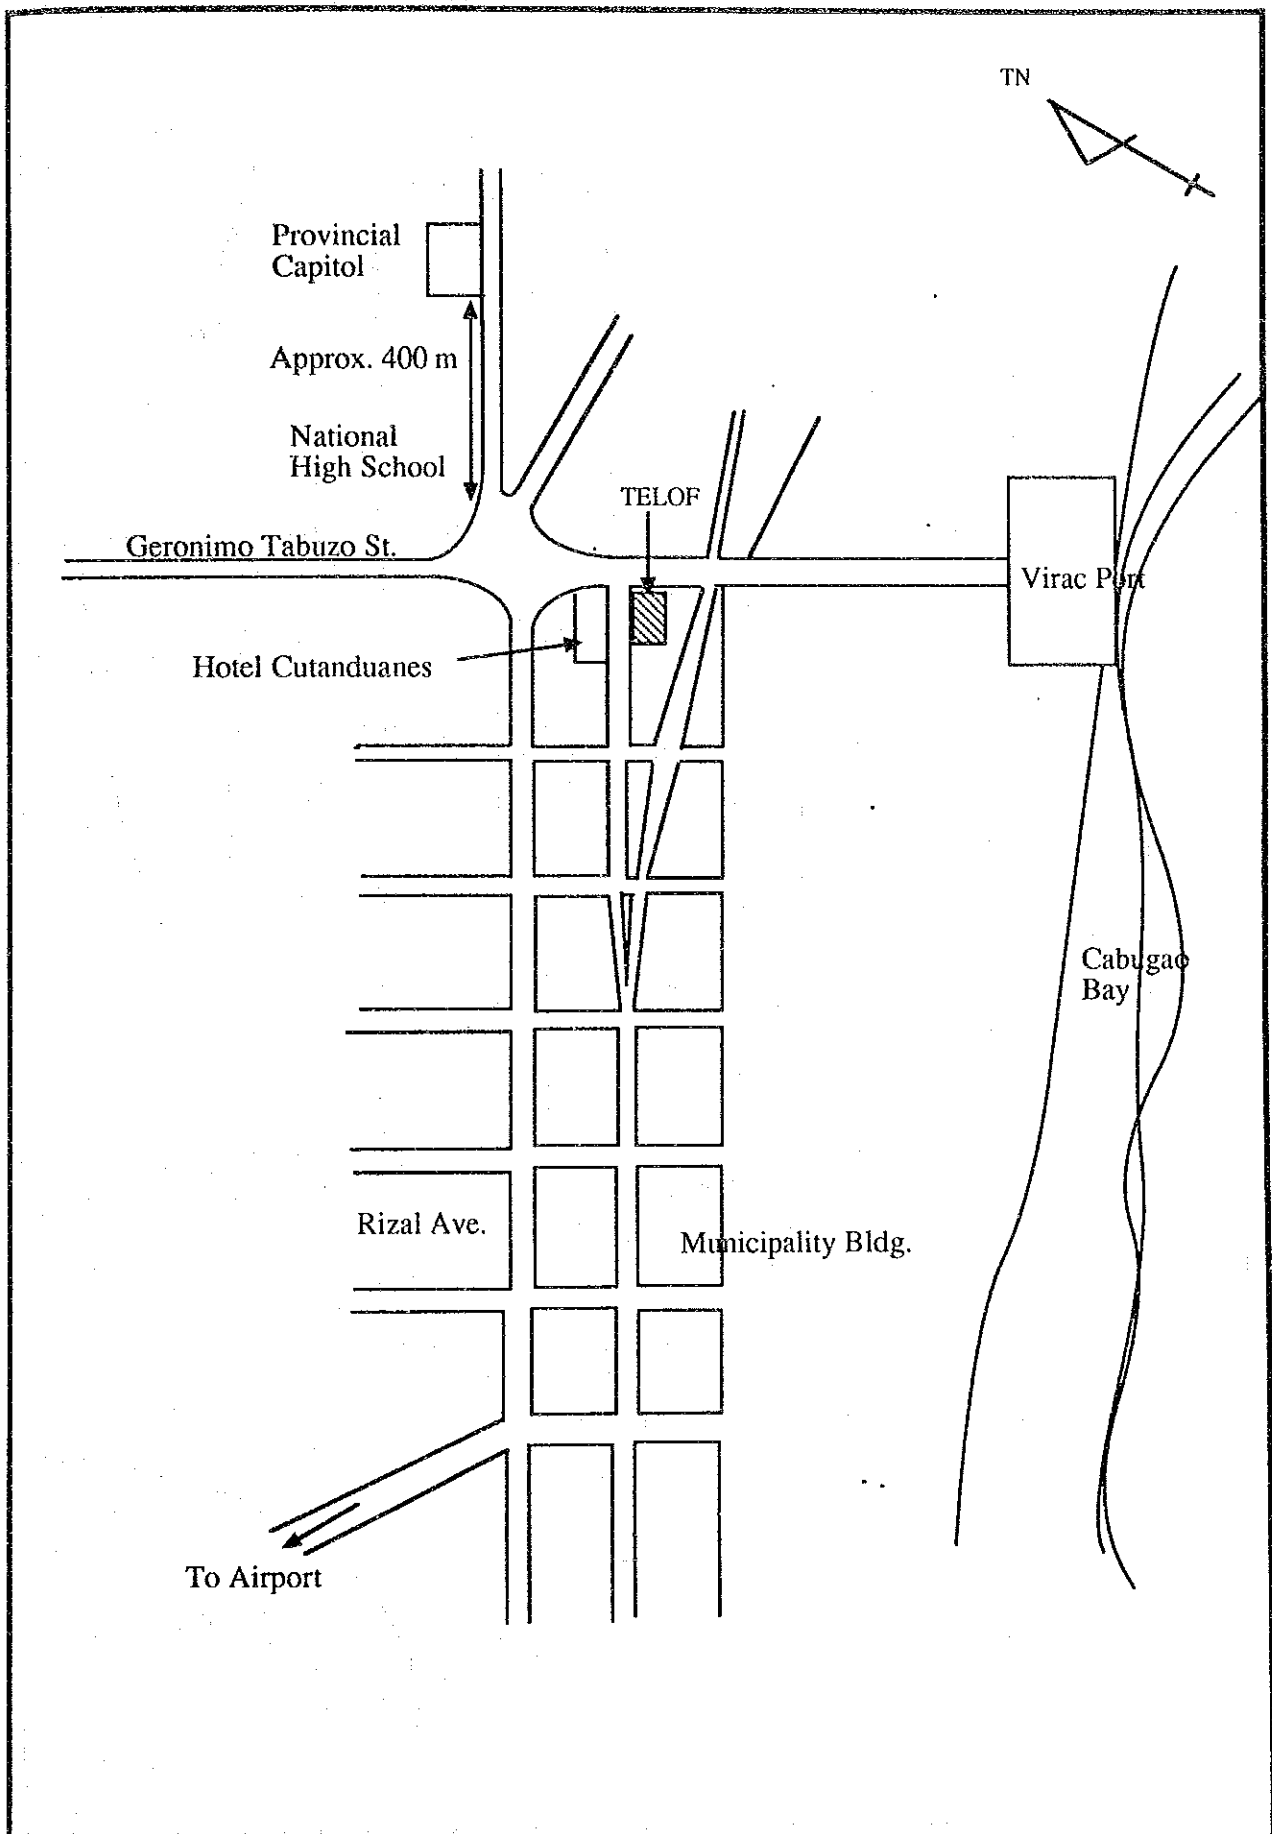 TN
Provincial
Capitol
Approx. 400 m
National
High School
TELOF
Geronimo Tabuzo St.
Virac Port
Hotel Cutanduanes
Cabugao
Bay
Rizal Ave.
Municipality Bldg.
To Airport